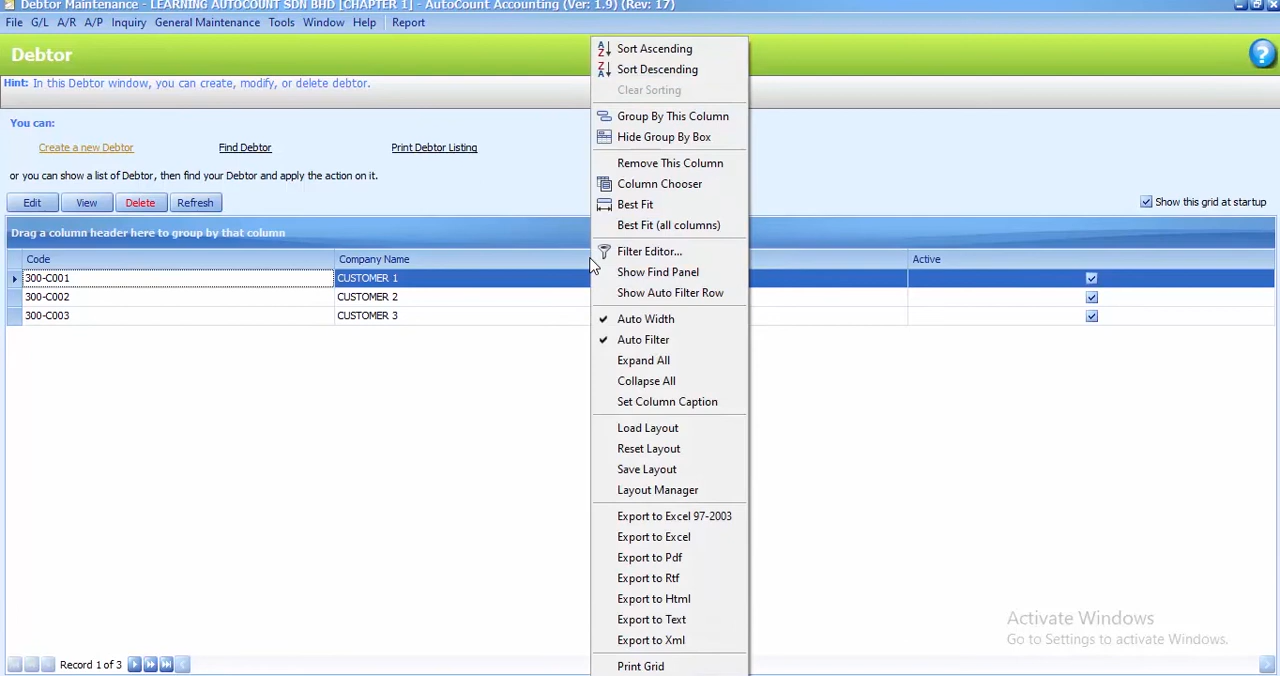 Debtor Maintenance - LEARNING AUTOCOUNT SDN BHD [CHAPTER 1] - AutoCount Accounting (Ver: 1.9) (Rev: 17)
File G/L A/R A/P Inquiry General Maintenance Tools Window Help Report
Debtor
?
Hint: In this Debtor window, you can create, modify, or delete debtor.
You can:
Create a new Debtor Find Debtor Print Debtor Listing
or you can show a list of Debtor, then find your Debtor and apply the action on it.
Edit View Delete Refresh
Show this grid at startup
Drag a column header here to group by that column
Code Company Name Active
300-C001 CUSTOMER 1
300-C002 CUSTOMER 2
300-C003 CUSTOMER 3
Sort Ascending
Sort Descending
Clear Sorting
Group By This Column
Hide Group By Box
Remove This Column
Column Chooser
Best Fit
Best Fit (all columns)
Filter Editor...
Show Find Panel
Show Auto Filter Row
Auto Width
Auto Filter
Expand All
Collapse All
Set Column Caption
Load Layout
Reset Layout
Save Layout
Layout Manager
Export to Excel 97-2003
Export to Excel
Export to Pdf
Export to Rtf
Export to Html
Export to Text
Export to Xml
Print Grid
Activate Windows
Go to Settings to activate Windows.
Record 1 of 3